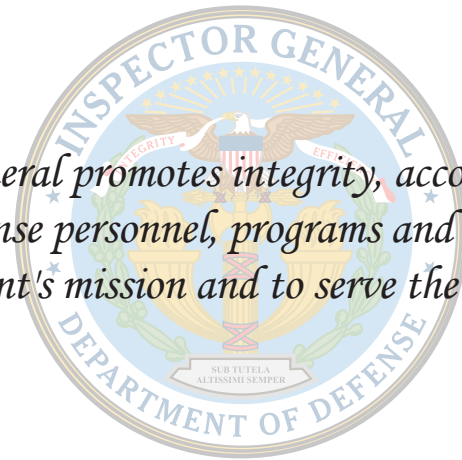 INSPECTOR GENERAL
INTEGRITY EFFI
neral promotes integrity, acco
nse personnel, programs and
nt's mission and to serve the
SUB TUTELA
ALTISSIMI SEMPER
DEPARTMENT OF DEFENSE